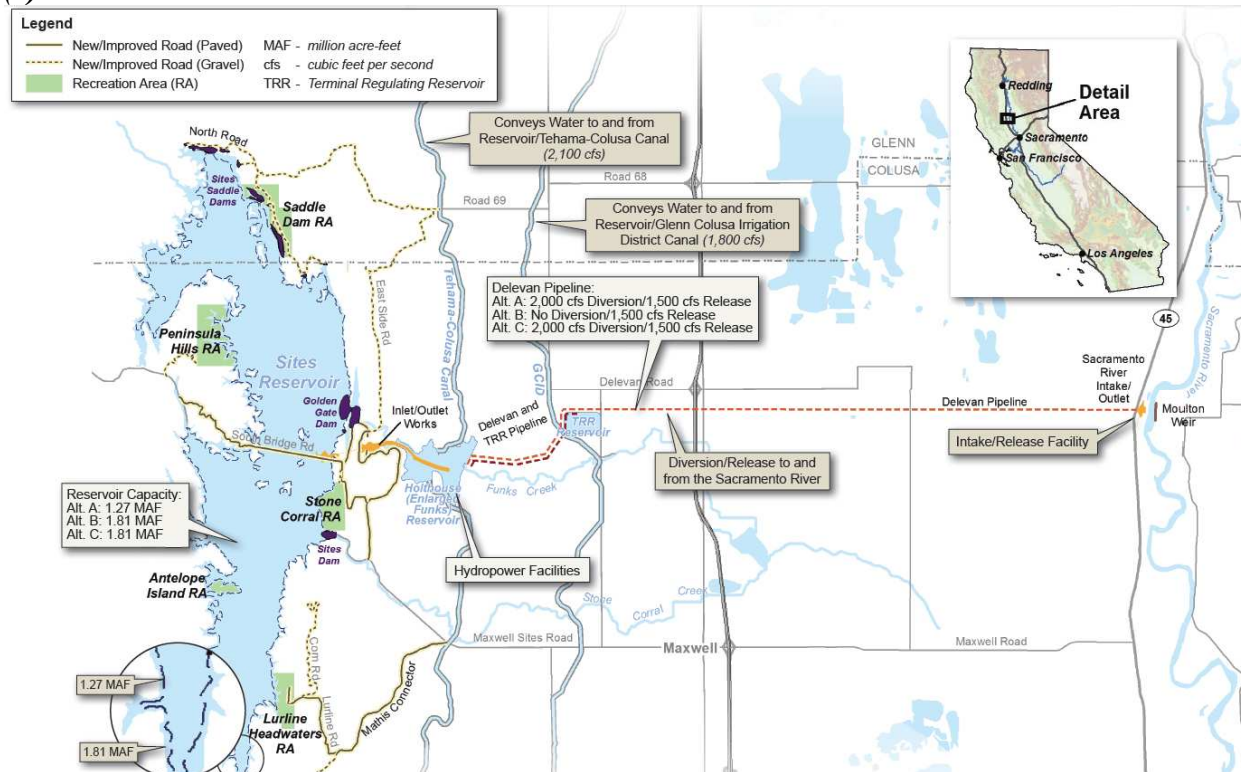 Legend
New/Improved Road (Paved)
New/Improved Road (Gravel)
Recreation Area (RA)
MAF - million acre-feet
cfs - cubic feet per second
TRR - Terminal Regulating Reservoir
North Road
Sites
Saddle
Dams
Saddle
Dam RA
Conveys Water to and from
Reservoir/Tehama-Colusa Canal
(2,100 cfs)
Road 68
Road 69
GLENN
COLUSA
Conveys Water to and from
Reservoir/Glenn Colusa Irrigation
District Canal (1,800 cfs)
Redding
Detail
Area
Sacramento
San Francisco
Los Angeles
Delevan Pipeline:
Alt. A: 2,000 cfs Diversion/1,500 cfs Release
Alt. B: No Diversion/1,500 cfs Release
Alt. C: 2,000 cfs Diversion/1,500 cfs Release
East Side Rd
Tehama-Colusa Canal
GCID
45
Sacramento River
Peninsula
Hills RA
Sites
Reservoir
Golden
Gate
Dam
Inlet/Outlet
Works
Delevan and
TRR Pipeline
Delevan Road
TRR
Reservoir
Delevan Pipeline
Sacramento
River
Intake/
Outlet
Moulton
Weir
Intake/Release Facility
South Bridge Rd
Diversion/Release to and
from the Sacramento River
Funks Creek
Holthouse
(Enlarged
Funks)
Reservoir
Reservoir Capacity:
Alt. A: 1.27 MAF
Alt. B: 1.81 MAF
Alt. C: 1.81 MAF
Stone
Corral RA
Sites
Dam
Hydropower Facilities
Antelope
Island RA
Stone Corral Creek
Maxwell Sites Road
Maxwell
Maxwell Road
Com Rd
Lurline Rd
Mathis Connector
Lurline
Headwaters
RA
1.27 MAF
1.81 MAF